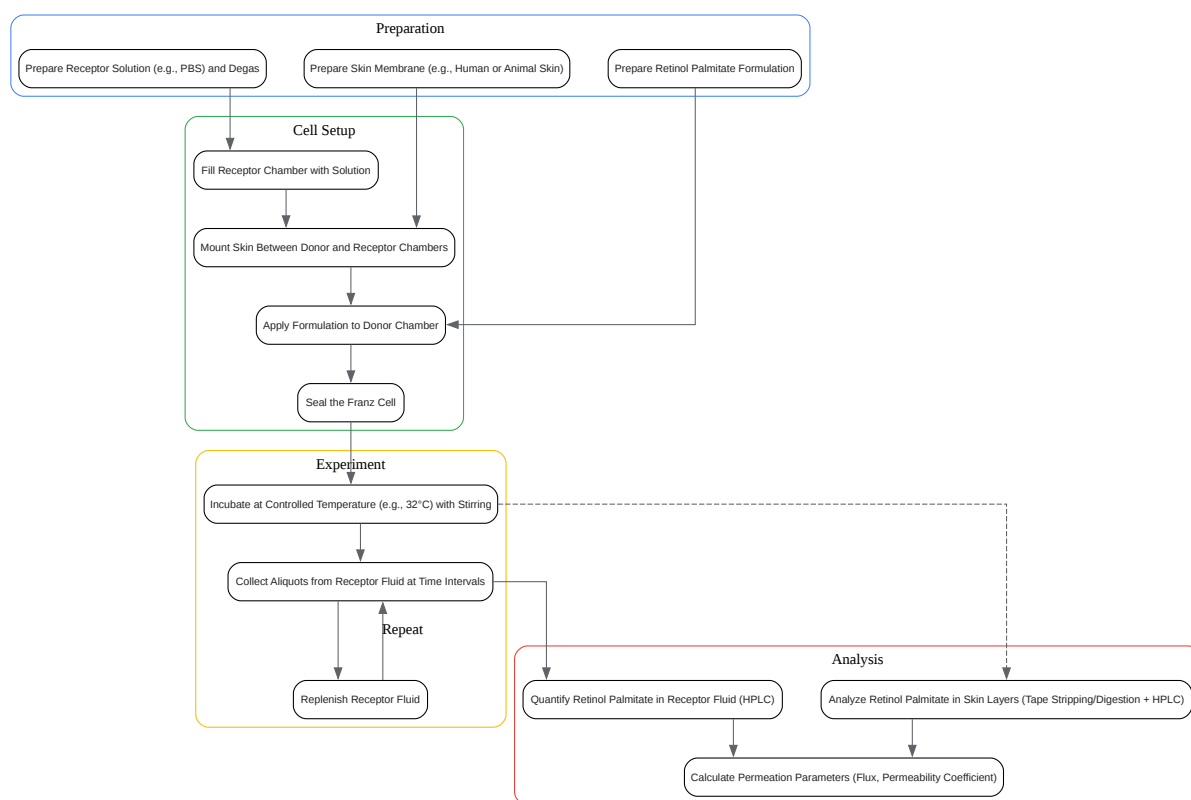 Preparation
Prepare Receptor Solution (e.g., PBS) and Degas
Prepare Skin Membrane (e.g., Human or Animal Skin)
Prepare Retinol Palmitate Formulation
Cell Setup
Fill Receptor Chamber with Solution
Mount Skin Between Donor and Receptor Chambers
Apply Formulation to Donor Chamber
Seal the Franz Cell
Experiment
Incubate at Controlled Temperature (e.g., 32°C) with Stirring
Collect Aliquots from Receptor Fluid at Time Intervals
Repeat
Replenish Receptor Fluid
Analysis
Quantify Retinol Palmitate in Receptor Fluid (HPLC)
Analyze Retinol Palmitate in Skin Layers (Tape Stripping/Digestion + HPLC)
Calculate Permeation Parameters (Flux, Permeability Coefficient)